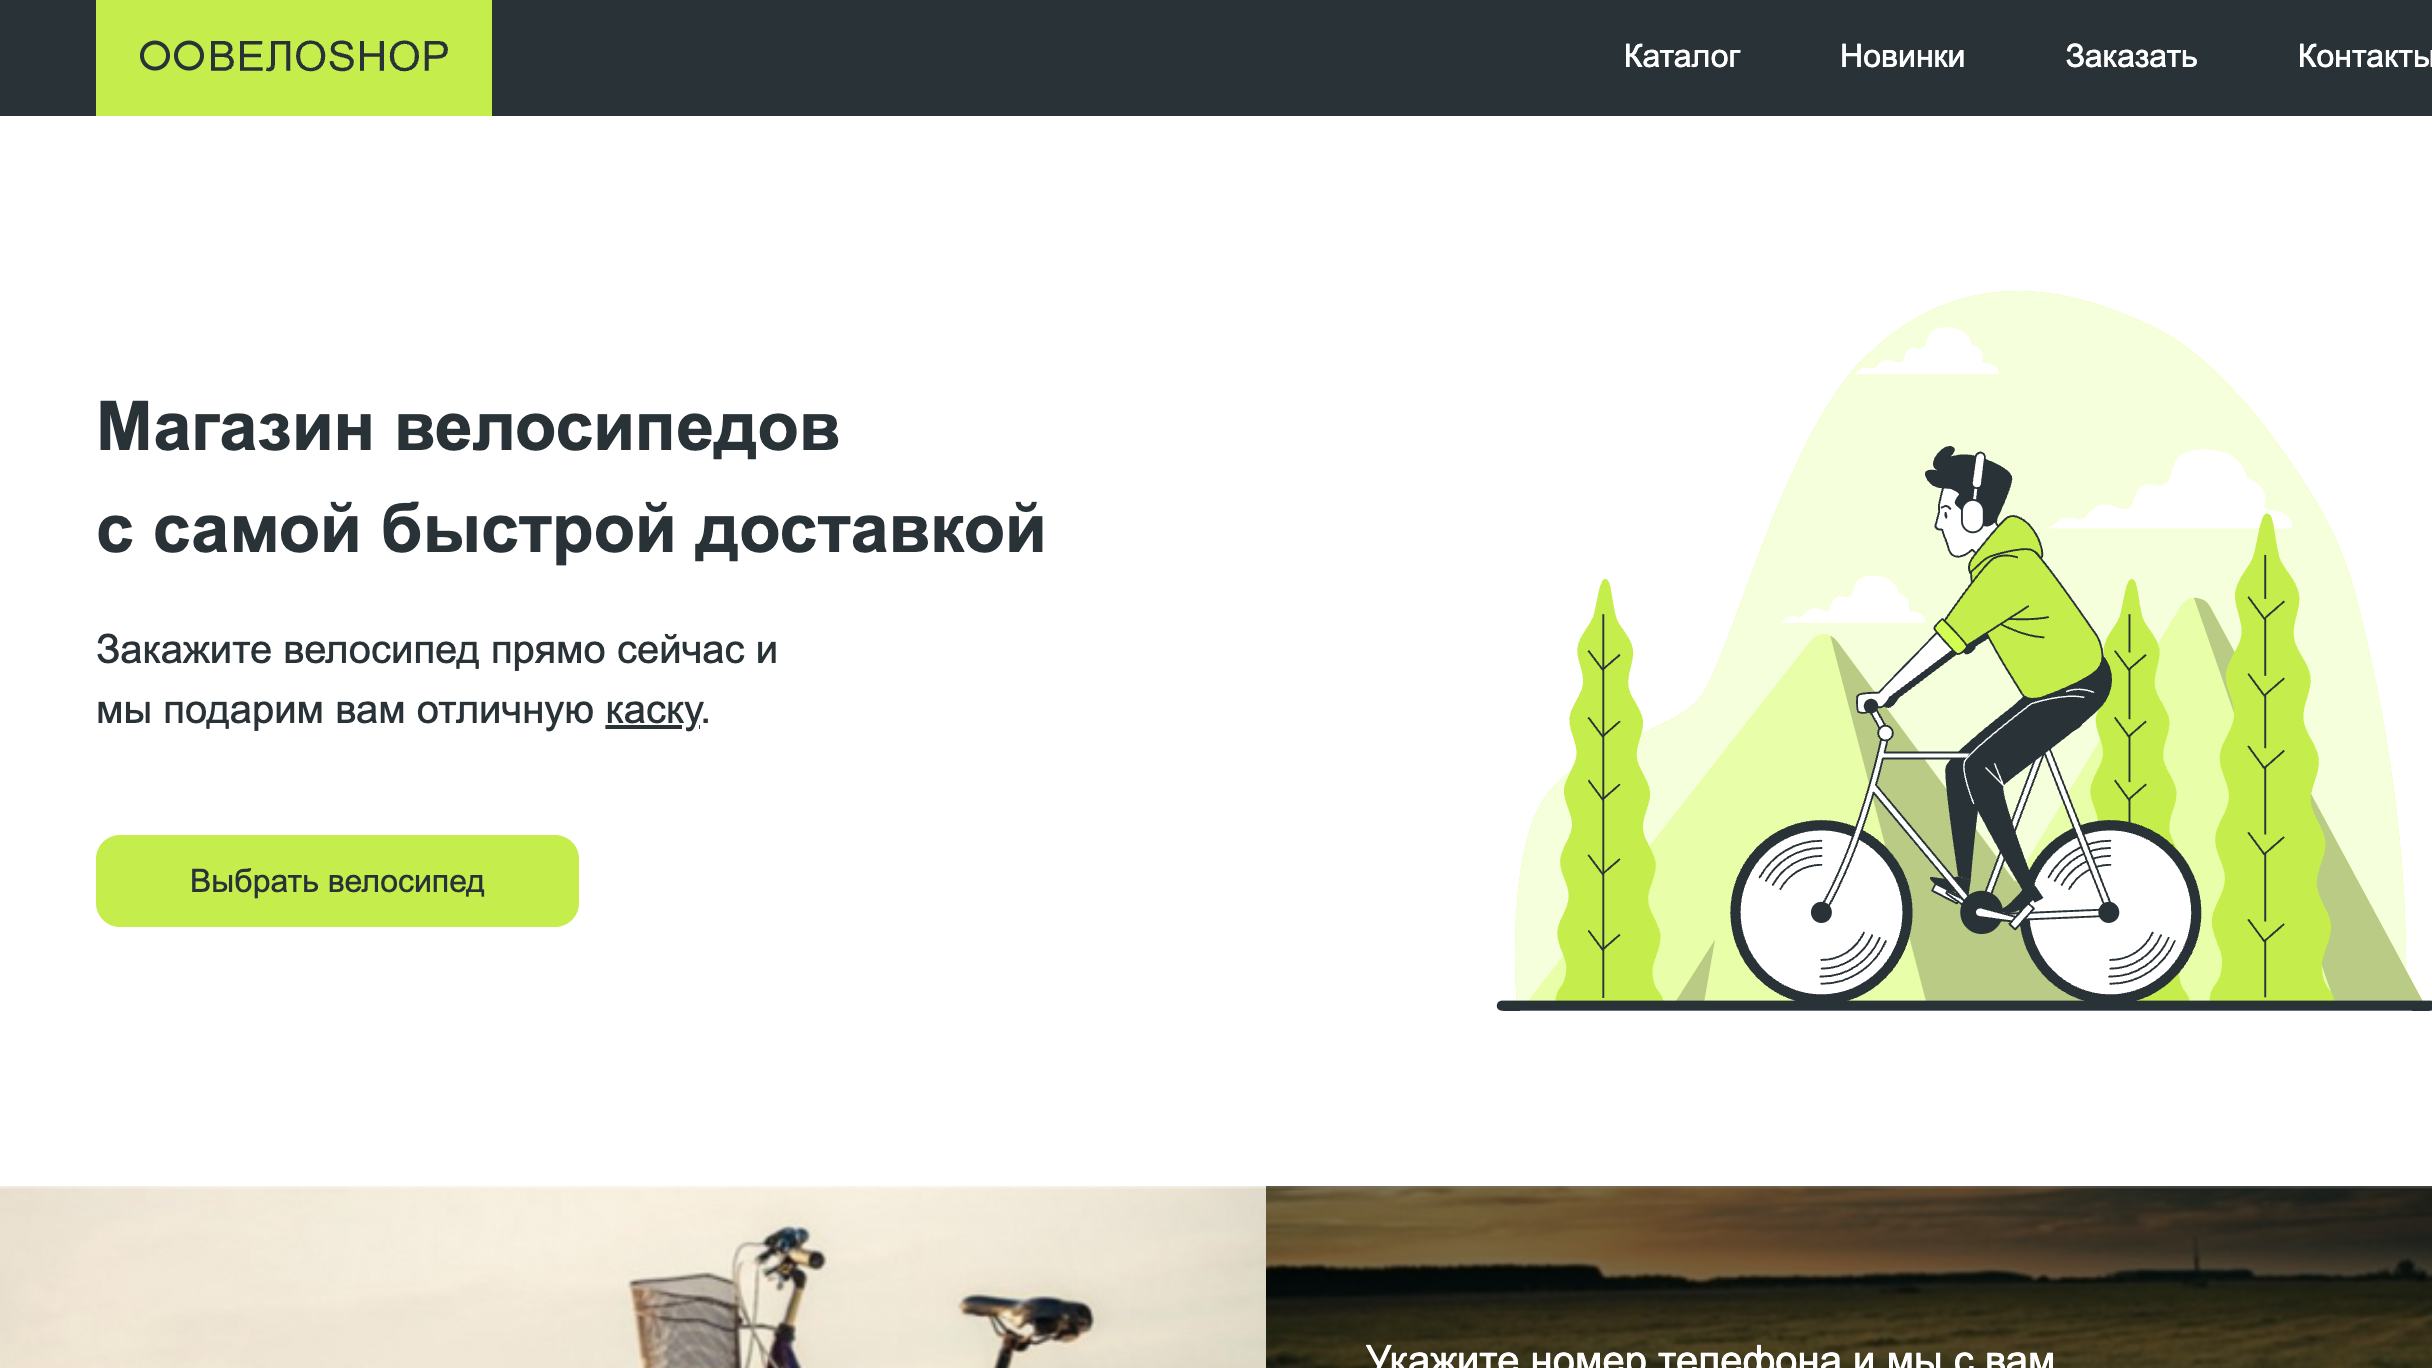 ООВЕЛОSHOP
Каталог Новинки Заказать Контакты
Магазин велосипедов
с самой быстрой доставкой
Закажите велосипед прямо сейчас и
мы подарим вам отличную каску.
Выбрать велосипед
Укажите номер телефона и мы с вам